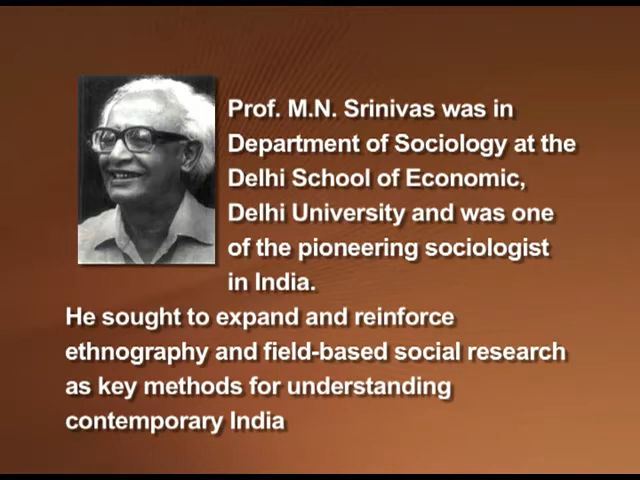 Prof. M.N. Srinivas was in
Department of Sociology at the
Delhi School of Economic,
Delhi University and was one
of the pioneering sociologist
in India.
He sought to expand and reinforce
ethnography and field-based social research
as key methods for understanding
contemporary India